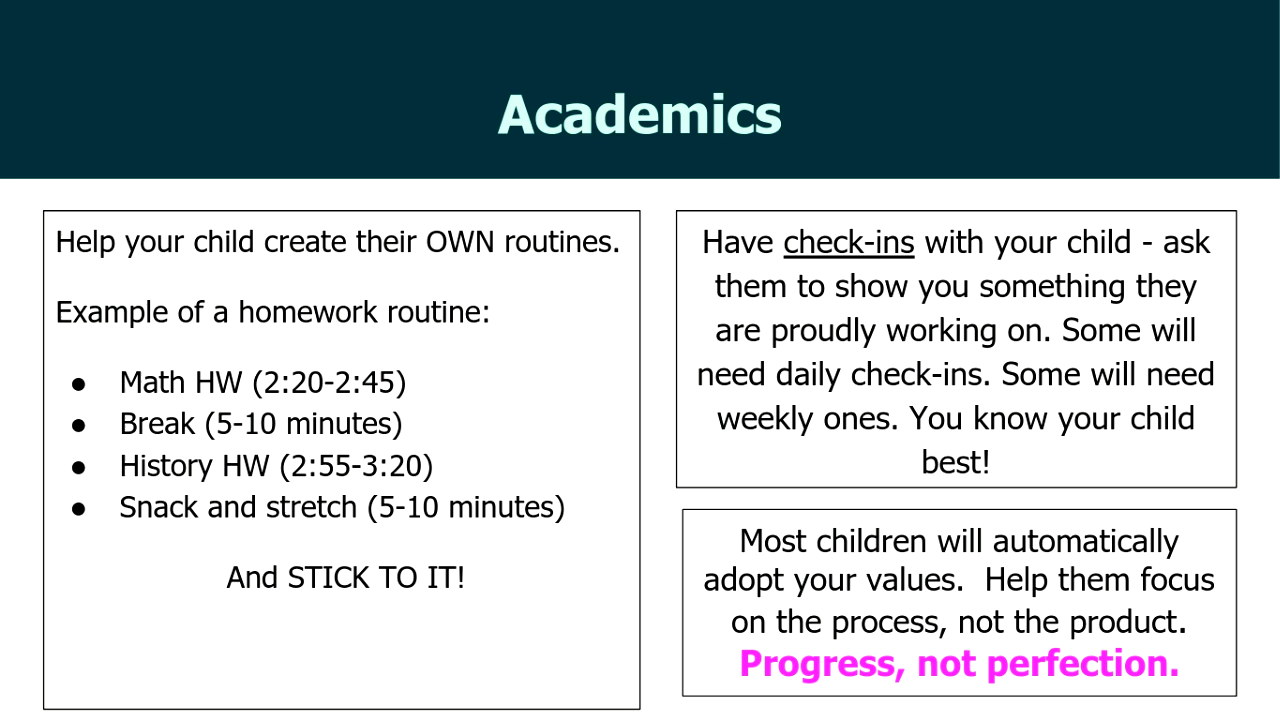 Academics
Help your child create their OWN routines.
Example of a homework routine:
● Math HW (2:20-2:45)
● Break (5-10 minutes)
● History HW (2:55-3:20)
● Snack and stretch (5-10 minutes)
And STICK TO IT!
Have check-ins with your child - ask
them to show you something they
are proudly working on. Some will
need daily check-ins. Some will need
weekly ones. You know your child
best!
Most children will automatically
adopt your values.  Help them focus
on the process, not the product.
Progress, not perfection.